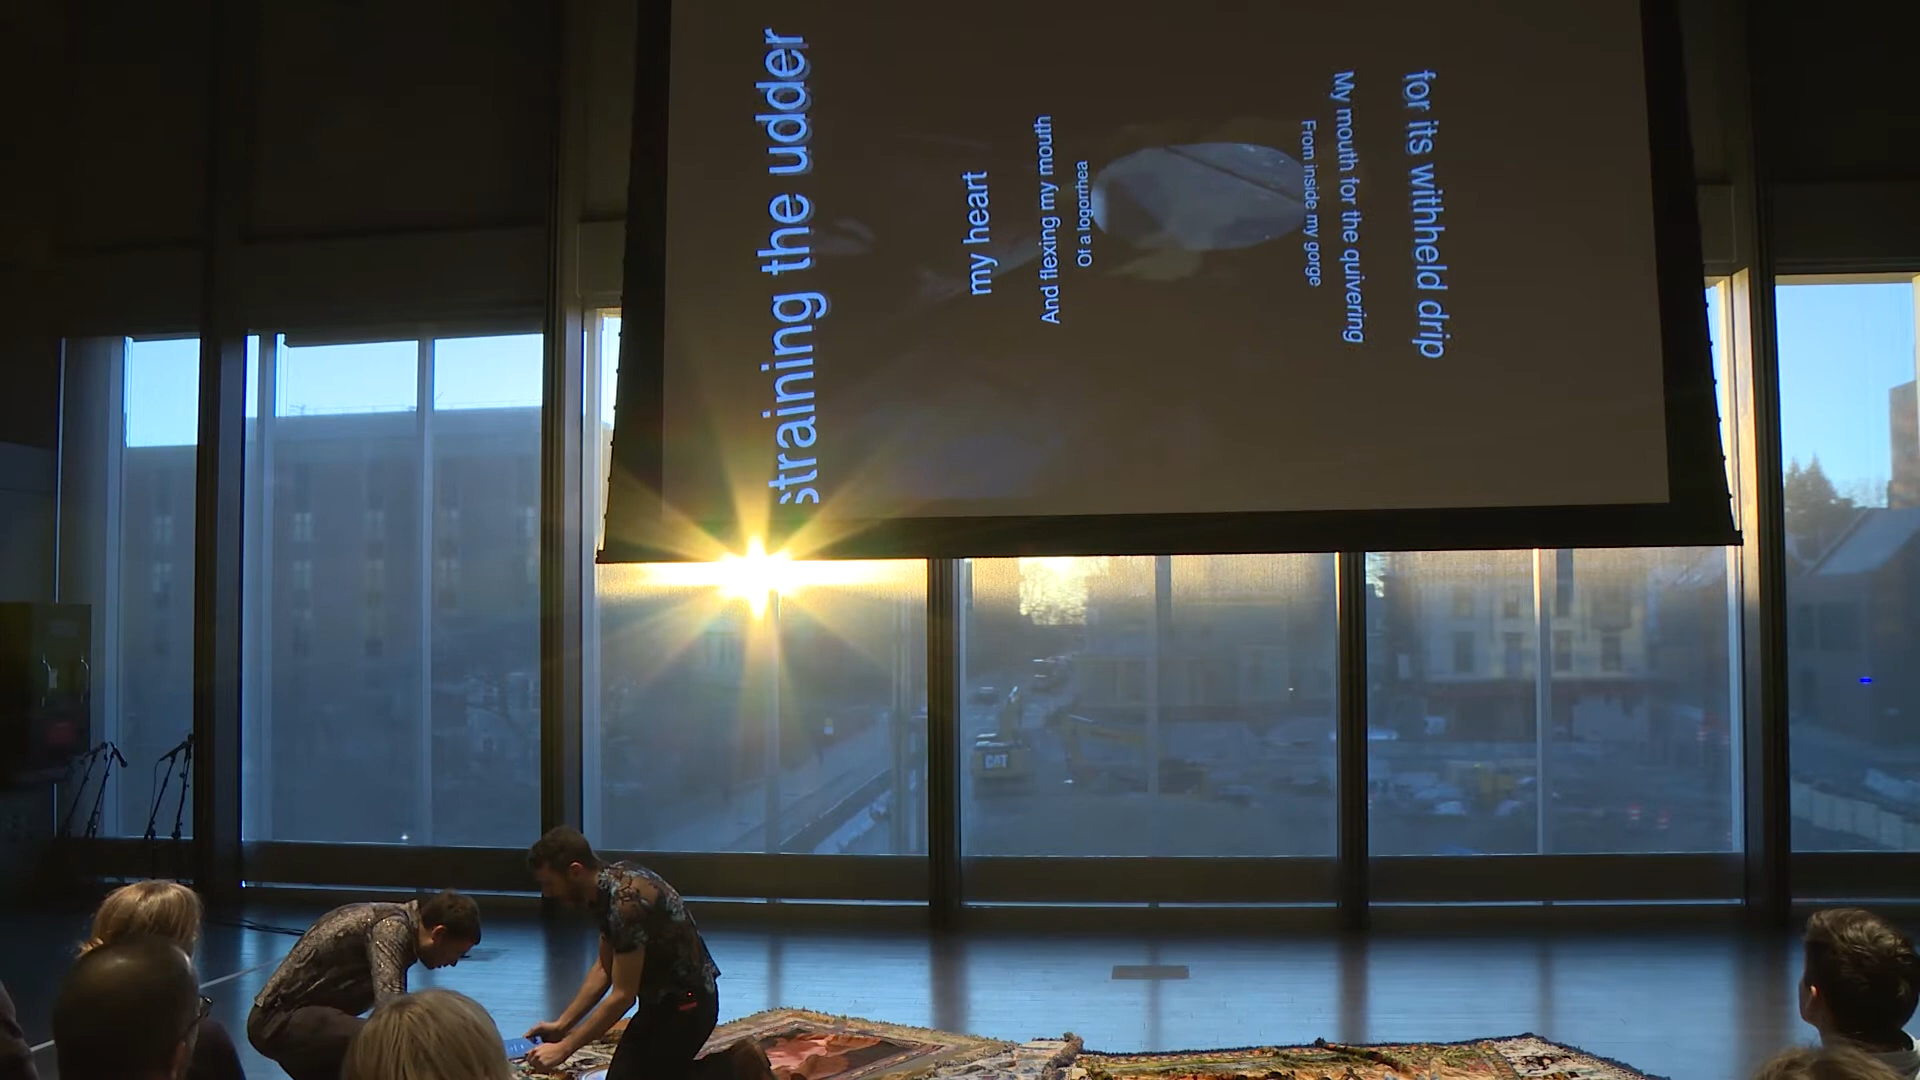 straining the udder
my heart
And flexing my mouth
Of a logorrhea
for its withheld drip
My mouth for the quivering
From inside my gorge
CAT